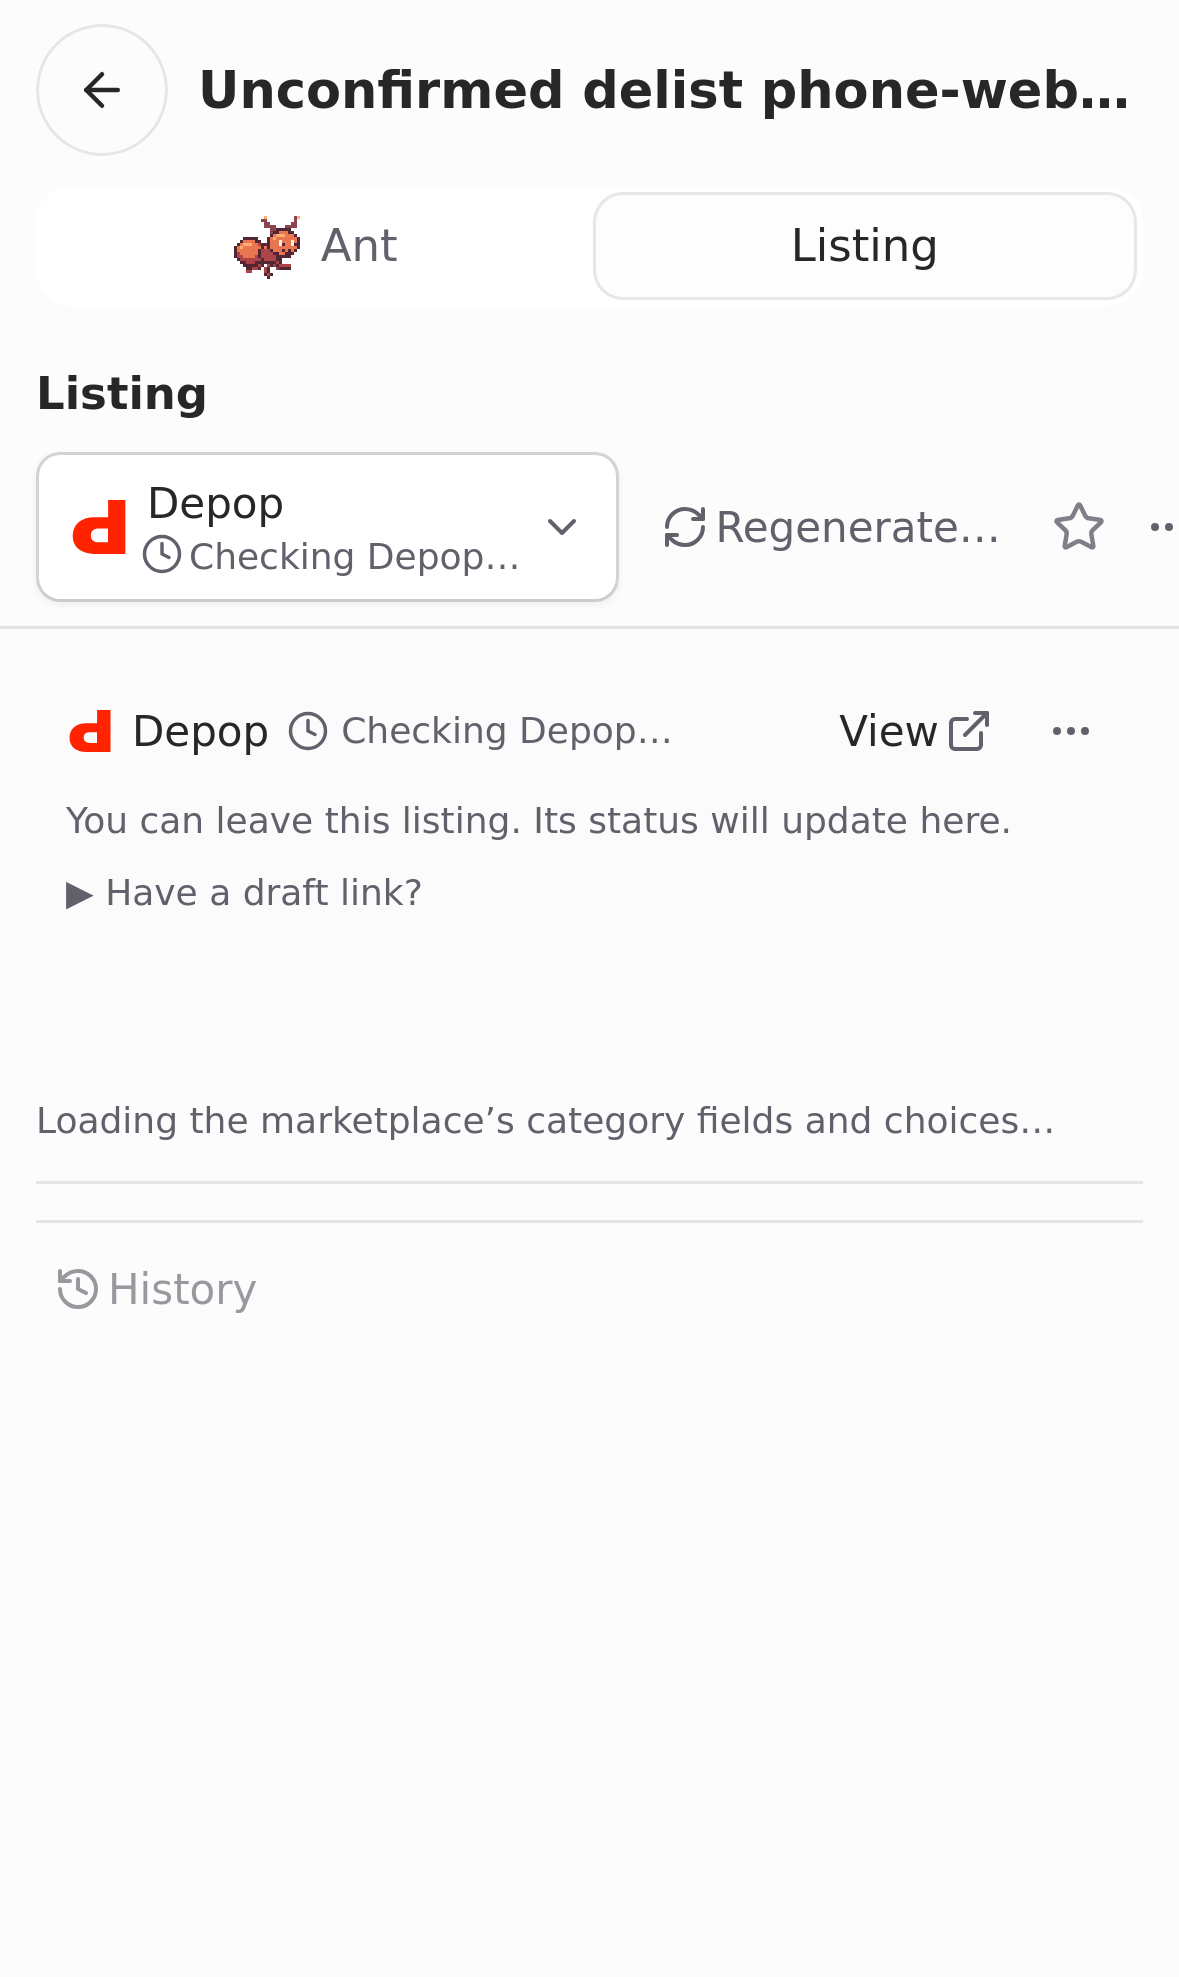 Unconfirmed delist phone-web…
Ant
Listing
Listing
Depop
Checking Depop…
Regenerate…
Depop
Checking Depop…
View
You can leave this listing. Its status will update here.
▶ Have a draft link?
Loading the marketplace’s category fields and choices…
History